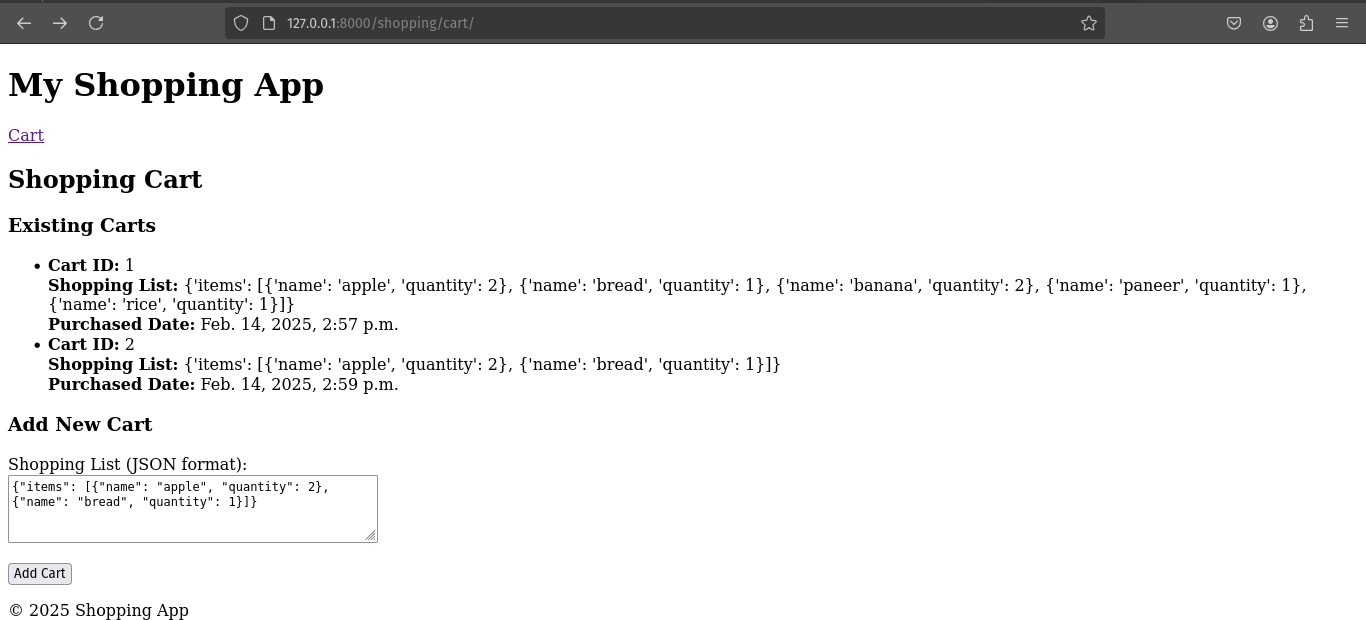 127.0.0.1:8000/shopping/cart/
My Shopping App
Cart
Shopping Cart
Existing Carts
• Cart ID: 1
Shopping List: {'items': [{'name': 'apple', 'quantity': 2}, {'name': 'bread', 'quantity': 1}, {'name': 'banana', 'quantity': 2}, {'name': 'paneer', 'quantity': 1},
{'name': 'rice', 'quantity': 1}]}
Purchased Date: Feb. 14, 2025, 2:57 p.m.
• Cart ID: 2
Shopping List: {'items': [{'name': 'apple', 'quantity': 2}, {'name': 'bread', 'quantity': 1}]}
Purchased Date: Feb. 14, 2025, 2:59 p.m.
Add New Cart
Shopping List (JSON format):
{"items": [{"name": "apple", "quantity": 2},
{"name": "bread", "quantity": 1}]}
Add Cart
© 2025 Shopping App